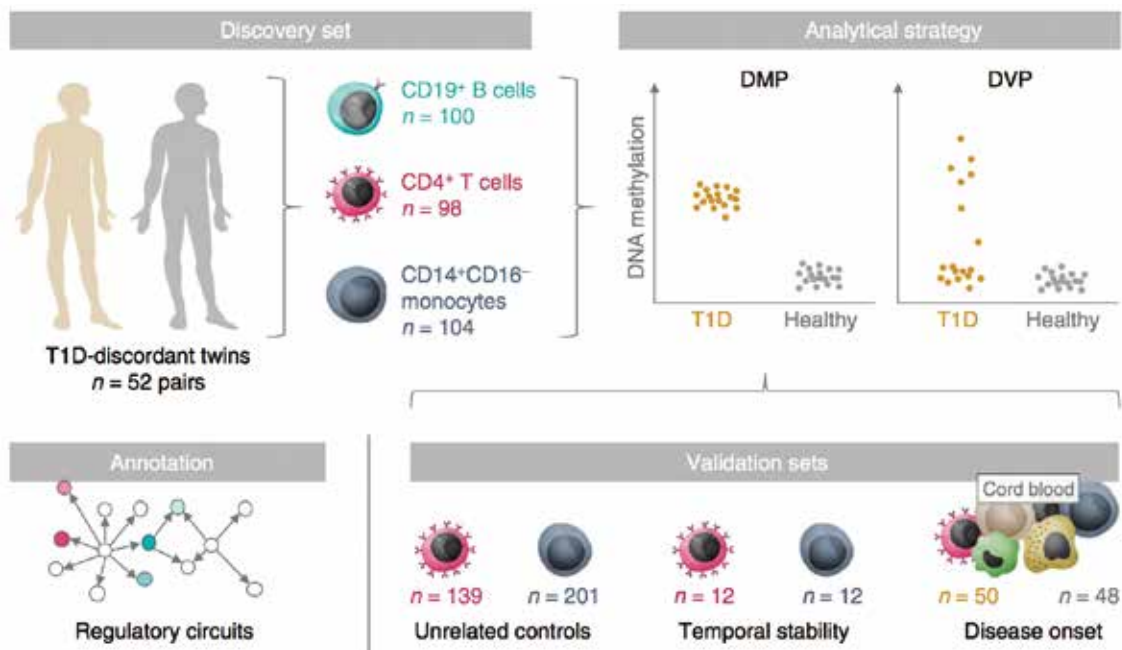 Discovery set
T1D-discordant twins
n = 52 pairs
CD19⁺ B cells
n = 100
CD4⁺ T cells
n = 98
CD14⁺CD16⁻
monocytes
n = 104
Analytical strategy
DMP
DVP
DNA methylation
T1D
Healthy
T1D
Healthy
Annotation
Regulatory circuits
Validation sets
n = 139
n = 201
Unrelated controls
n = 12
n = 12
Temporal stability
Cord blood
n = 50
n = 48
Disease onset